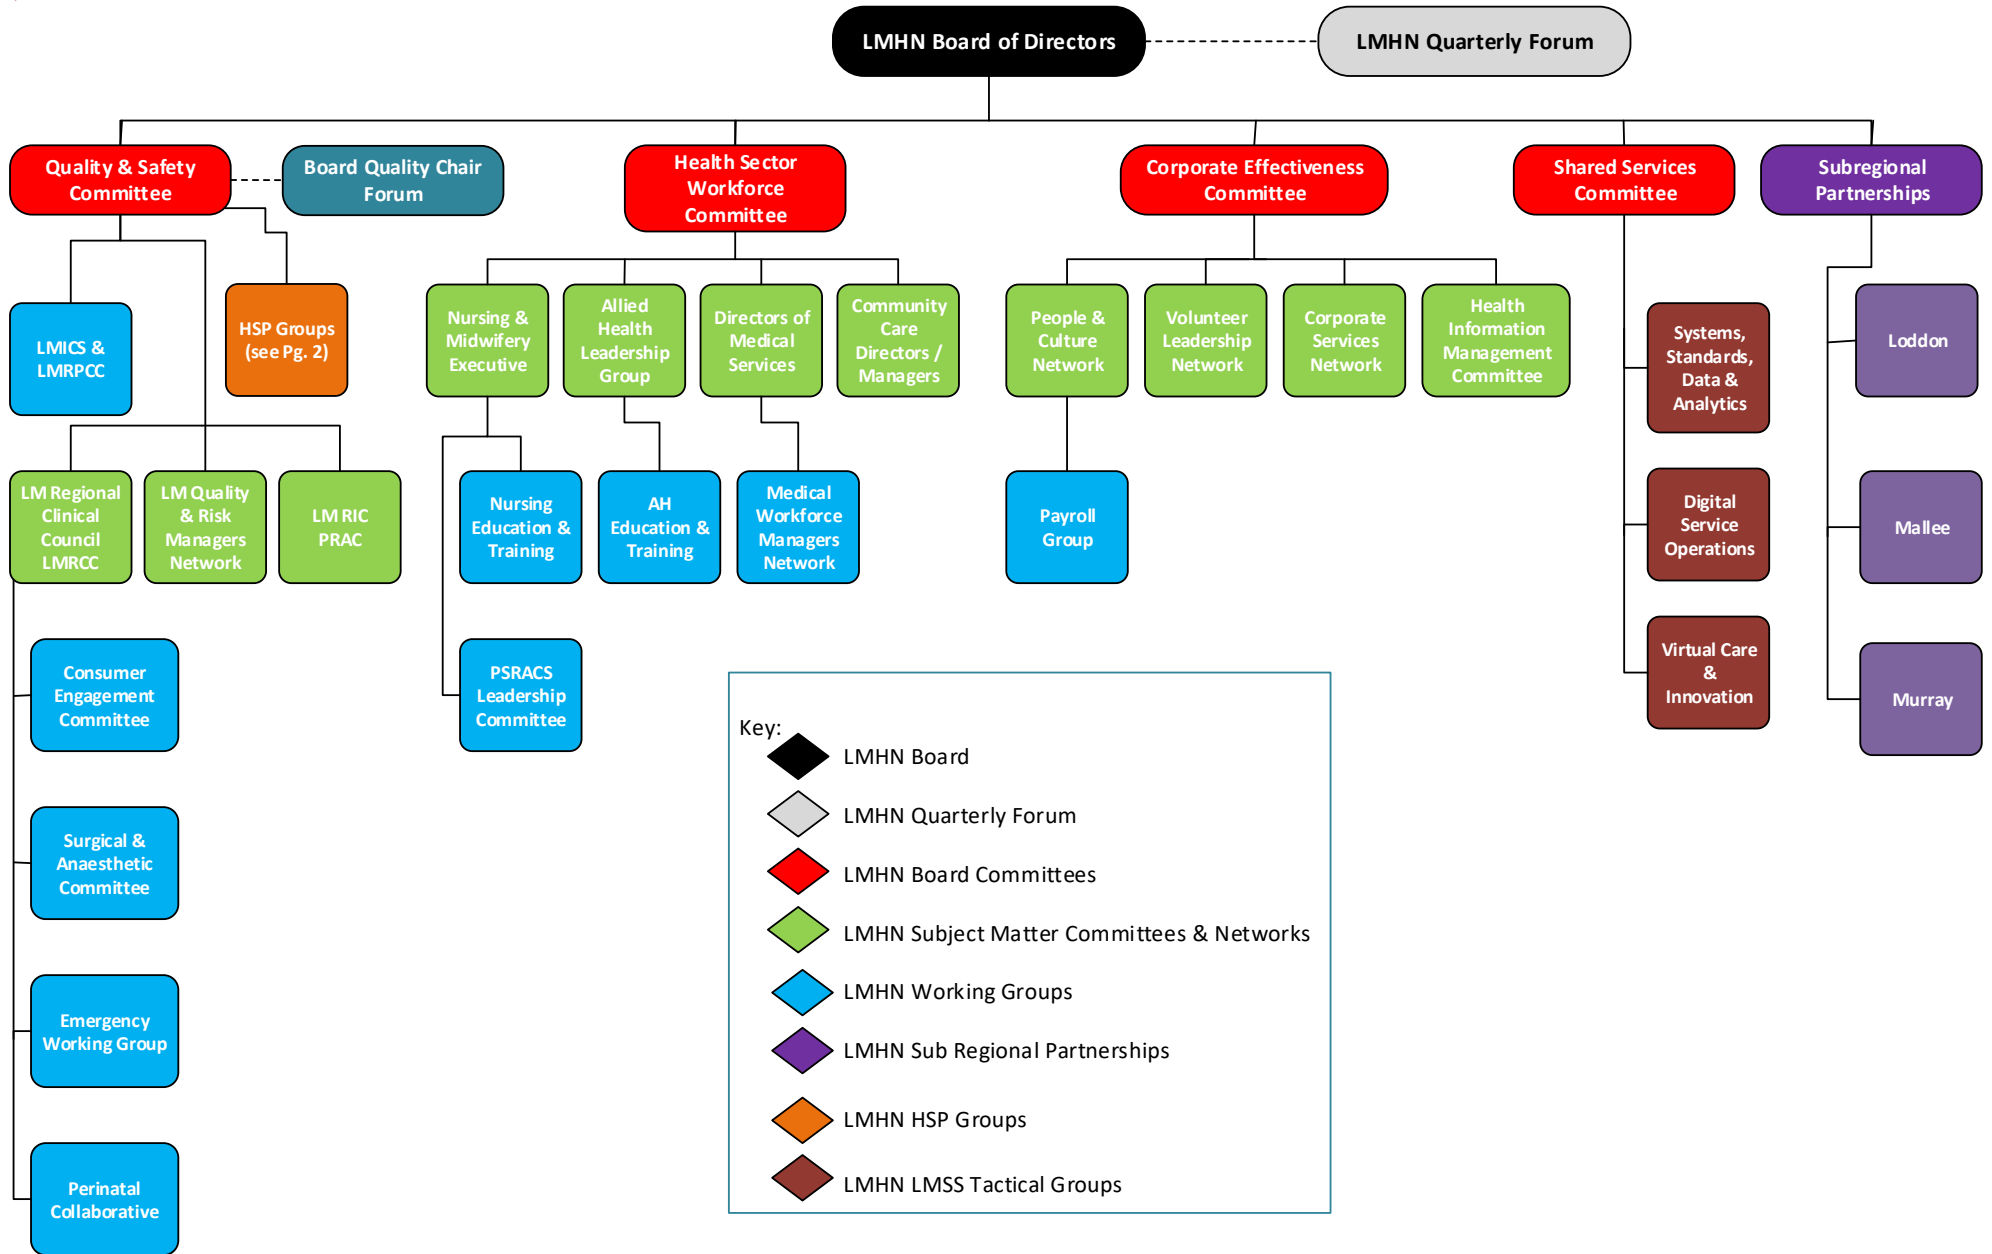 LMHN Board of Directors
LMHN Quarterly Forum
Quality & Safety
Committee
Board Quality Chair
Forum
Health Sector
Workforce
Committee
Corporate Effectiveness
Committee
Shared Services
Committee
Subregional
Partnerships
LMICS &
LMRPCC
HSP Groups
(see Pg. 2)
Nursing &
Midwifery
Executive
Allied
Health
Leadership
Group
Directors of
Medical
Services
Community
Care
Directors /
Managers
People &
Culture
Network
Volunteer
Leadership
Network
Corporate
Services
Network
Health
Information
Management
Committee
Systems,
Standards,
Data &
Analytics
Loddon
LM Regional
Clinical
Council
LMRCC
LM Quality
& Risk
Managers
Network
LM RIC
PRAC
Nursing
Education &
Training
AH
Education &
Training
Medical
Workforce
Managers
Network
Payroll
Group
Digital
Service
Operations
Mallee
Consumer
Engagement
Committee
PSRACS
Leadership
Committee
Virtual Care
&
Innovation
Murray
Surgical &
Anaesthetic
Committee
Emergency
Working Group
Perinatal
Collaborative
Key:
LMHN Board
LMHN Quarterly Forum
LMHN Board Committees
LMHN Subject Matter Committees & Networks
LMHN Working Groups
LMHN Sub Regional Partnerships
LMHN HSP Groups
LMHN LMSS Tactical Groups